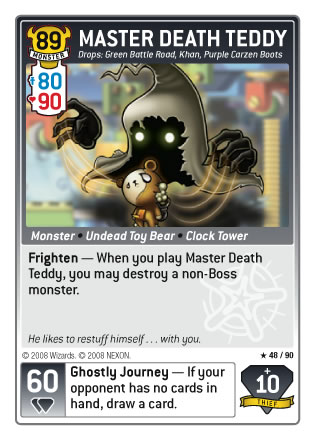 89
MONSTER
MASTER DEATH TEDDY
Drops: Green Battle Road, Khan, Purple Carzen Boots
80
90
Monster • Undead Toy Bear • Clock Tower
Frighten — When you play Master Death
Teddy, you may destroy a non-Boss
monster.
He likes to restuff himself . . . with you.
© 2008 Wizards. © 2008 NEXON. ★ 48 / 90
60
Ghostly Journey — If your
opponent has no cards in
hand, draw a card.
+
10
THIEF